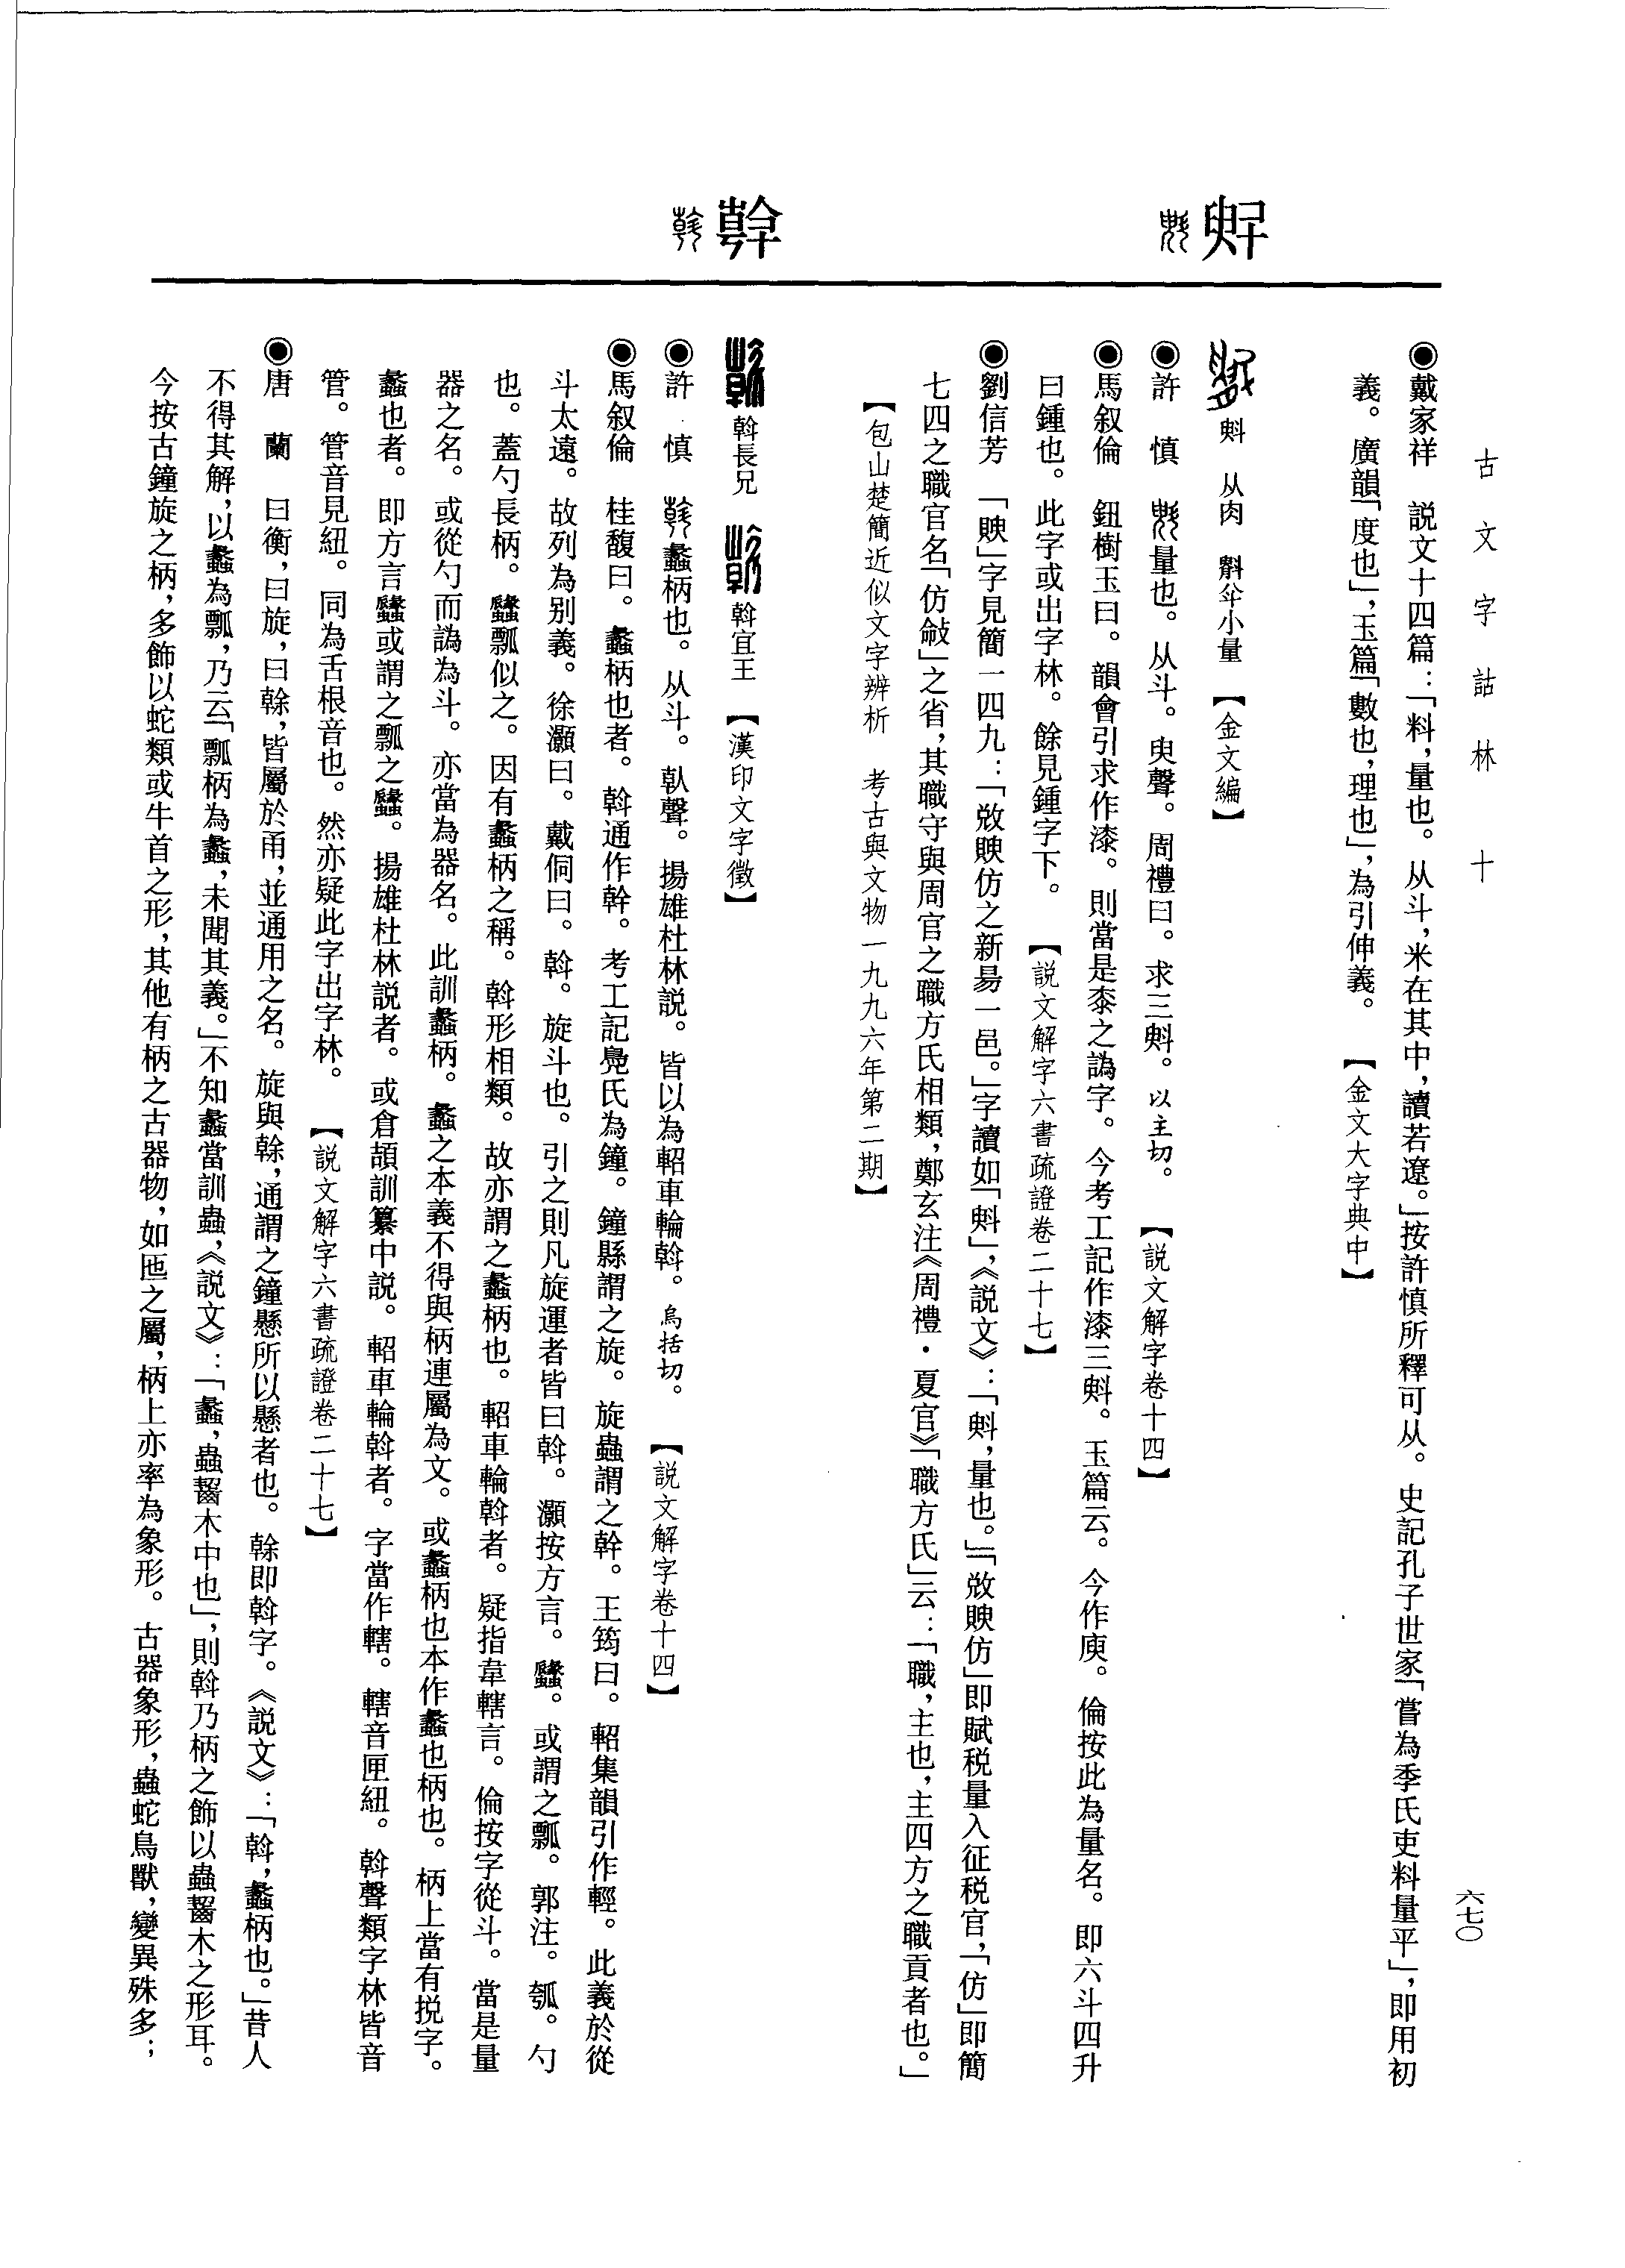 古文字詁林 十
六七〇
◉戴家祥　説文十四篇：「料，量也。从斗，米在其中，讀若遼。」按許慎所釋可从。史記孔子世家「嘗為季氏吏料量平」，即用初
義。廣韻「度也」，玉篇「數也，理也」，為引伸義。　【金文大字典中】
㪺
斞　从肉　斞半小量　【金文編】
◉許　慎　量也。从斗。臾聲。周禮曰。求三斞。以主切。　【説文解字卷十四】
◉馬叙倫　鈕樹玉曰。韻會引求作漆。則當是桼之譌字。今考工記作漆三斞。玉篇云。今作庾。倫按此為量名。即六斗四升
曰鍾也。此字或出字林。餘見鍾字下。　【説文解字六書疏證卷二十七】
◉劉信芳　「腴」字見簡一四九：「斂腴仿之新昜一邑。」字讀如「斞」，《説文》：「斞，量也。」「斂腴仿」即賦税量入征税官，「仿」即簡
七四之職官名「仿敆」之省，其職守與周官之職方氏相類，鄭玄注《周禮・夏官》「職方氏」云：「職，主也，主四方之職貢者也。」
【包山楚簡近似文字辨析　考古與文物一九九六年第二期】
斡
斡長兄　斡宜王　【漢印文字徵】
◉許　慎　蠡柄也。从斗。倝聲。揚雄杜林説。皆以為軺車輪斡。烏括切。　【説文解字卷十四】
◉馬叙倫　桂馥曰。蠡柄也者。斡通作幹。考工記鳧氏為鐘。鐘縣謂之旋。旋蟲謂之幹。王筠曰。軺集韻引作輕。此義於從
斗太遠。故列為别義。徐灝曰。戴侗曰。斡。旋斗也。引之則凡旋運者皆曰斡。灝按方言。蠡。或謂之瓢。郭注。瓠。勺
也。蓋勺長柄。蠡瓢似之。因有蠡柄之稱。斡形相類。故亦謂之蠡柄也。軺車輪斡者。疑指韋轄言。倫按字從斗。當是量
器之名。或從勺而譌為斗。亦當為器名。此訓蠡柄。蠡之本義不得與柄連屬為文。或蠡柄也本作蠡也柄也。柄上當有捝字。
蠡也者。即方言蠡或謂之瓢之蠡。揚雄杜林説者。或倉頡訓纂中説。軺車輪斡者。字當作轄。轄音匣紐。斡聲類字林皆音
管。管音見紐。同為舌根音也。然亦疑此字出字林。　【説文解字六書疏證卷二十七】
◉唐　蘭　曰衡，曰旋，曰榦，皆屬於甬，並通用之名。旋與榦，通謂之鐘懸所以懸者也。榦即斡字。《説文》：「斡，蠡柄也。」昔人
不得其解，以蠡為瓢，乃云「瓢柄為蠡，未聞其義。」不知蠡當訓蟲，《説文》：「蠡，蟲齧木中也」，則斡乃柄之飾以蟲齧木之形耳。
今按古鐘旋之柄，多飾以蛇類或牛首之形，其他有柄之古器物，如匜之屬，柄上亦率為象形。古器象形，蟲蛇鳥獸，變異殊多；